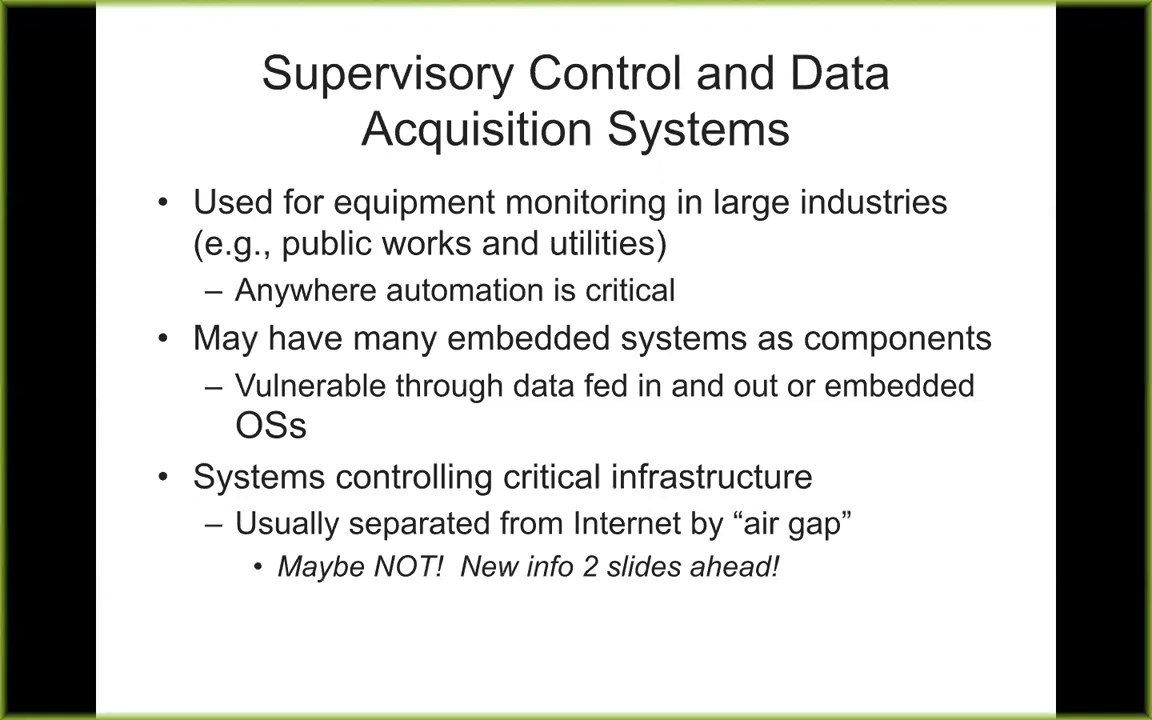 Supervisory Control and Data
Acquisition Systems
• Used for equipment monitoring in large industries
(e.g., public works and utilities)
– Anywhere automation is critical
• May have many embedded systems as components
– Vulnerable through data fed in and out or embedded
OSs
• Systems controlling critical infrastructure
– Usually separated from Internet by “air gap”
• Maybe NOT!  New info 2 slides ahead!